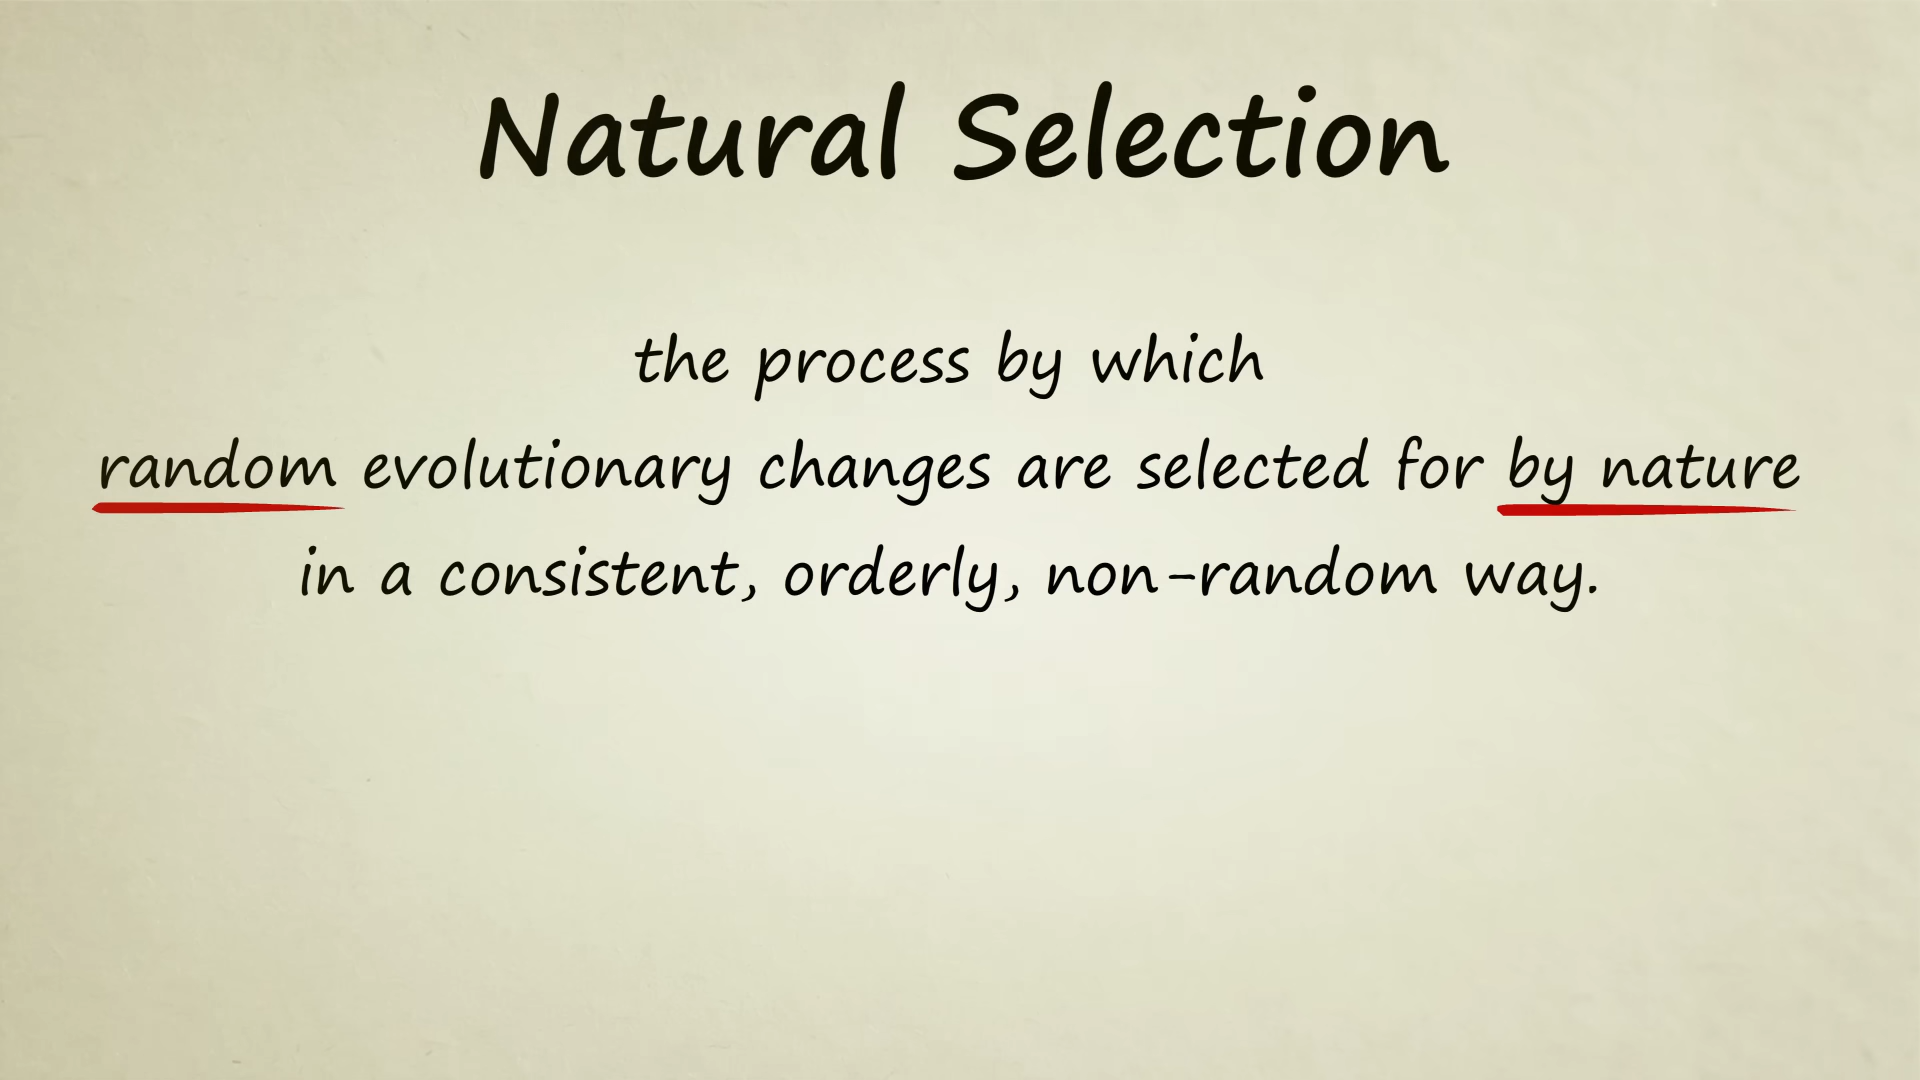 Natural Selection
the process by which
random evolutionary changes are selected for by nature
in a consistent, orderly, non-random way.